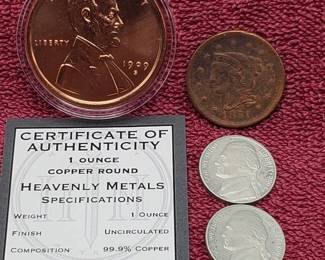 LIBERTY
1909
S
CERTIFICATE OF
AUTHENTICITY
1 OUNCE
COPPER ROUND
HEAVENLY METALS
SPECIFICATIONS
WEIGHT 1 OUNCE
FINISH UNCIRCULATED
COMPOSITION 99.9% COPPER